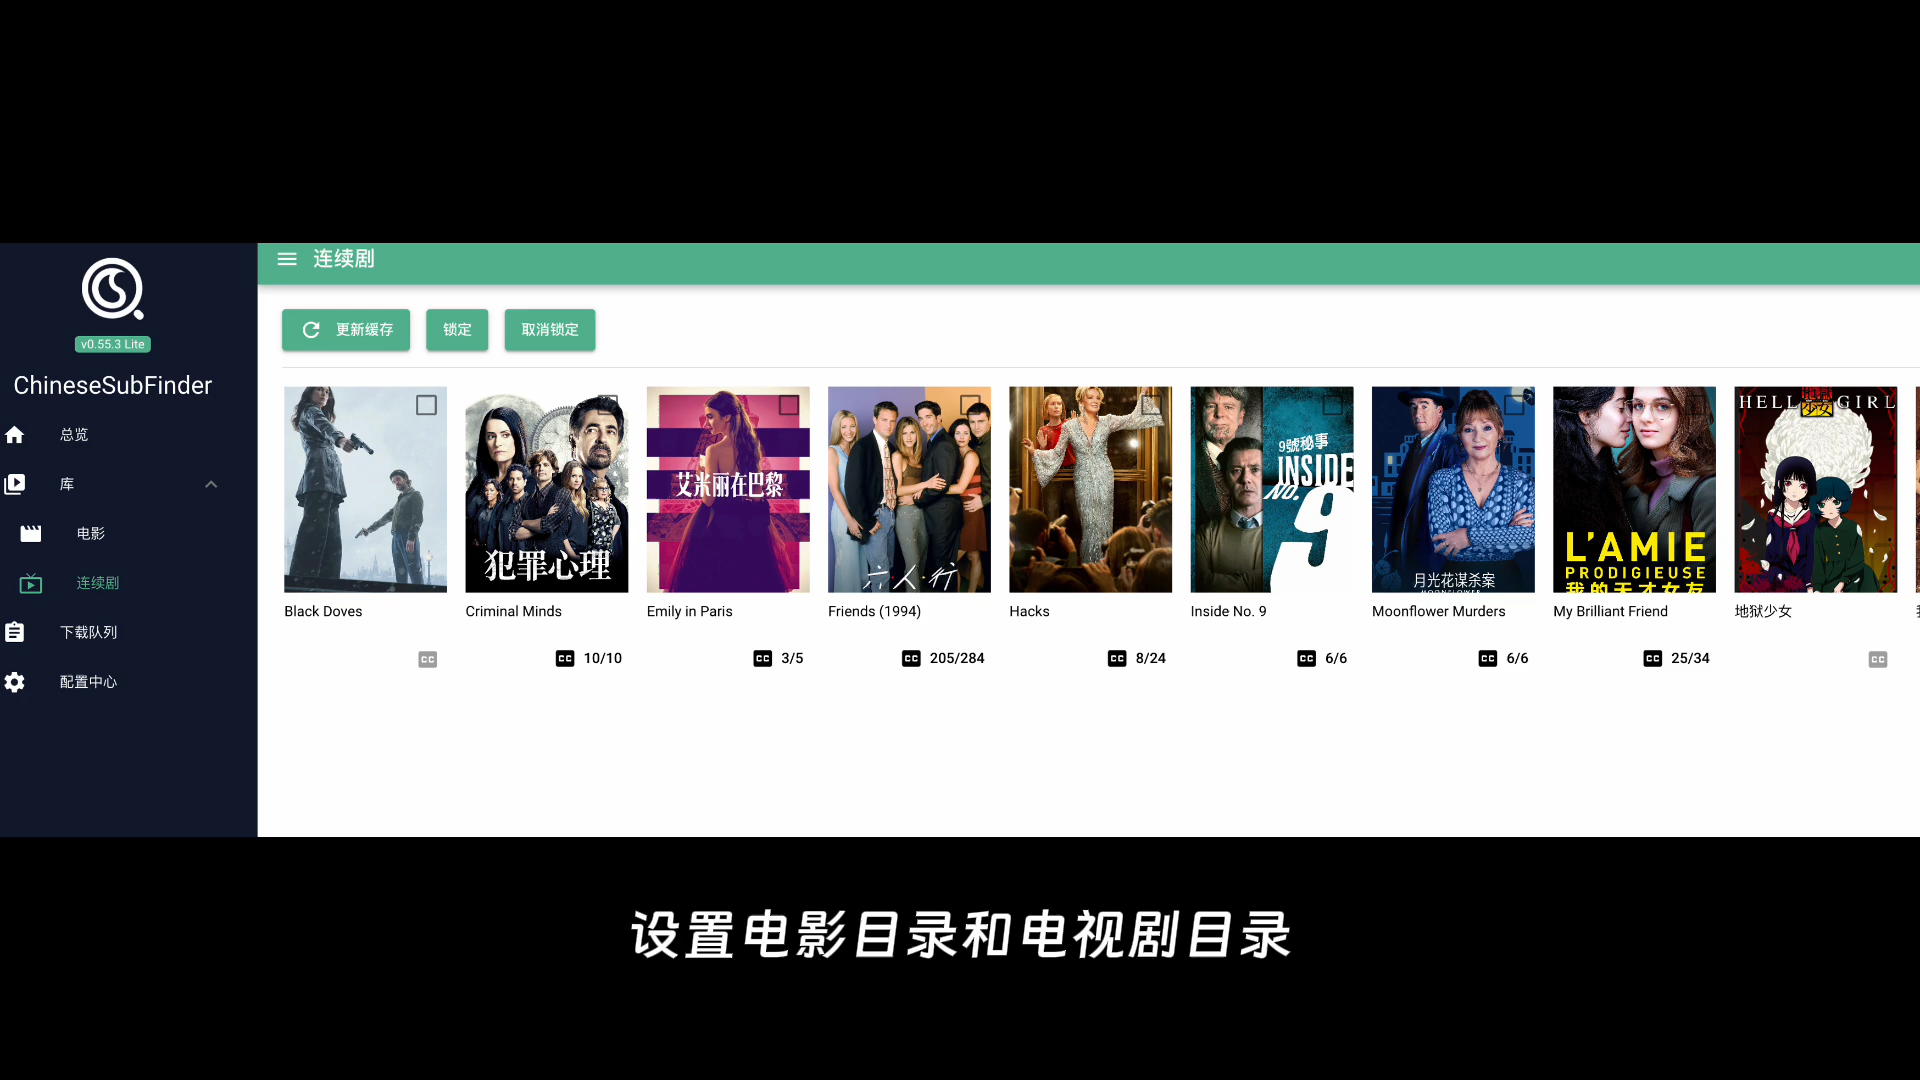 连续剧
v0.55.3 Lite
ChineseSubFinder
总览
库
电影
连续剧
下载队列
配置中心
更新缓存
锁定
取消锁定
犯罪心理
艾米丽在巴黎
六人行
9號秘事
INSIDE
No. 9
月光花谋杀案
L'AMIE
PRODIGIEUSE
我的天才女友
HELL GIRL
Black Doves
Criminal Minds
Emily in Paris
Friends (1994)
Hacks
Inside No. 9
Moonflower Murders
My Brilliant Friend
地狱少女
CC
CC 10/10
CC 3/5
CC 205/284
CC 8/24
CC 6/6
CC 6/6
CC 25/34
CC
设置电影目录和电视剧目录